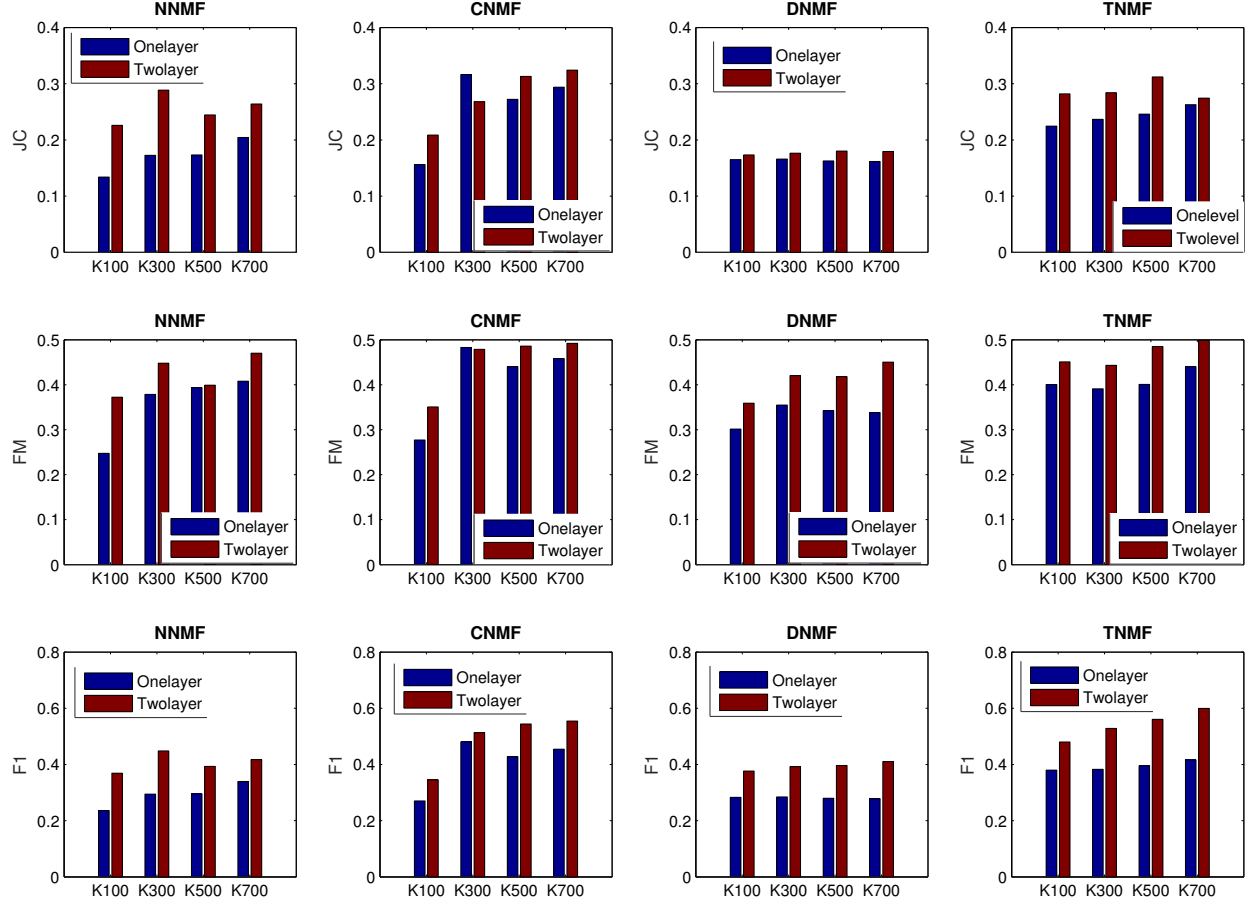 NNMF CNMF DNMF TNMF
0.4 0.4 0.4 0.4
Onelayer Onelayer
Twolayer Twolayer
0.3 0.3 0.3 0.3
JC JC JC JC
0.2 0.2 0.2 0.2
0.1 0.1 0.1 0.1
Onelayer Onelevel
Twolayer Twolevel
0 0 0 0
K100 K300 K500 K700 K100 K300 K500 K700 K100 K300 K500 K700 K100 K300 K500 K700
NNMF CNMF DNMF TNMF
0.5 0.5 0.5 0.5
0.4 0.4 0.4 0.4
0.3 0.3 0.3 0.3
FM FM FM FM
0.2 0.2 0.2 0.2
0.1 0.1 0.1 0.1
Onelayer Onelayer Onelayer Onelayer
Twolayer Twolayer Twolayer Twolayer
0 0 0 0
K100 K300 K500 K700 K100 K300 K500 K700 K100 K300 K500 K700 K100 K300 K500 K700
NNMF CNMF DNMF TNMF
0.8 0.8 0.8 0.8
Onelayer Onelayer Onelayer Onelayer
Twolayer Twolayer Twolayer Twolayer
0.6 0.6 0.6 0.6
F1 F1 F1 F1
0.4 0.4 0.4 0.4
0.2 0.2 0.2 0.2
0 0 0 0
K100 K300 K500 K700 K100 K300 K500 K700 K100 K300 K500 K700 K100 K300 K500 K700